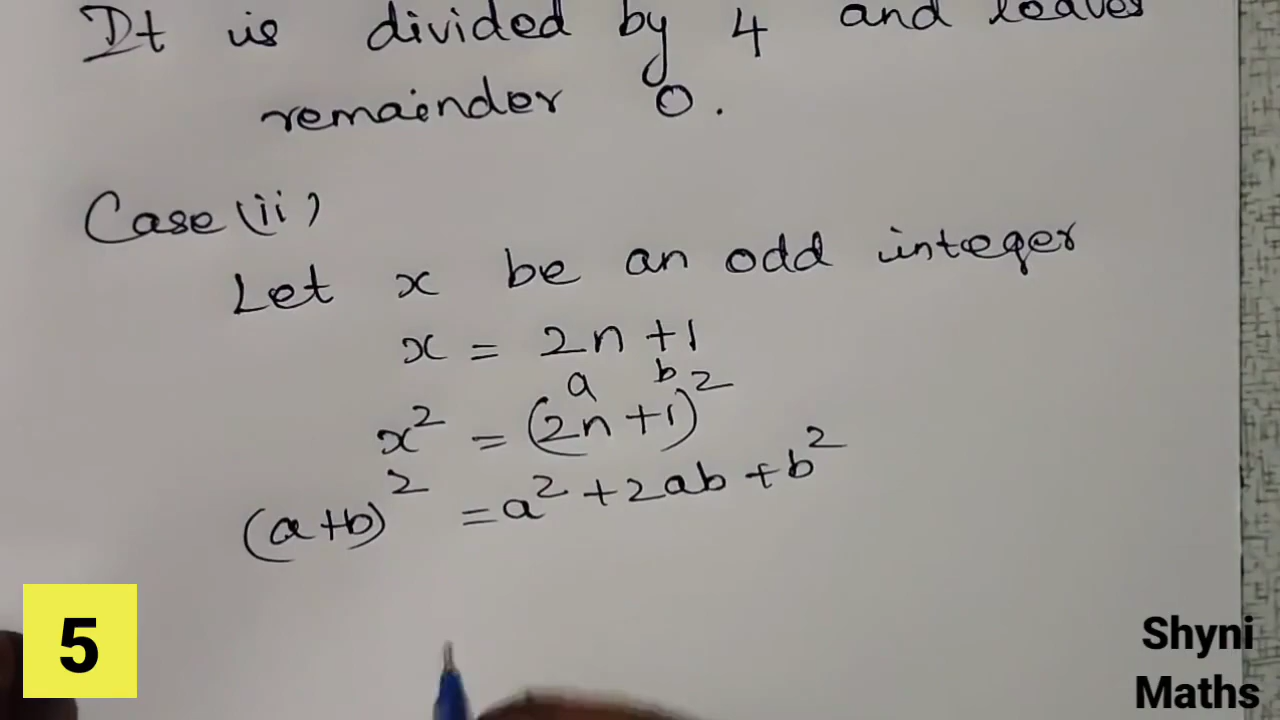 It is divided by 4 and leaves
remainder 0.
Case (ii)
Let x be an odd integer
x = 2n + 1
a b
x² = (2n + 1)²
(a+b)² = a² + 2ab + b²
5
Shyni
Maths